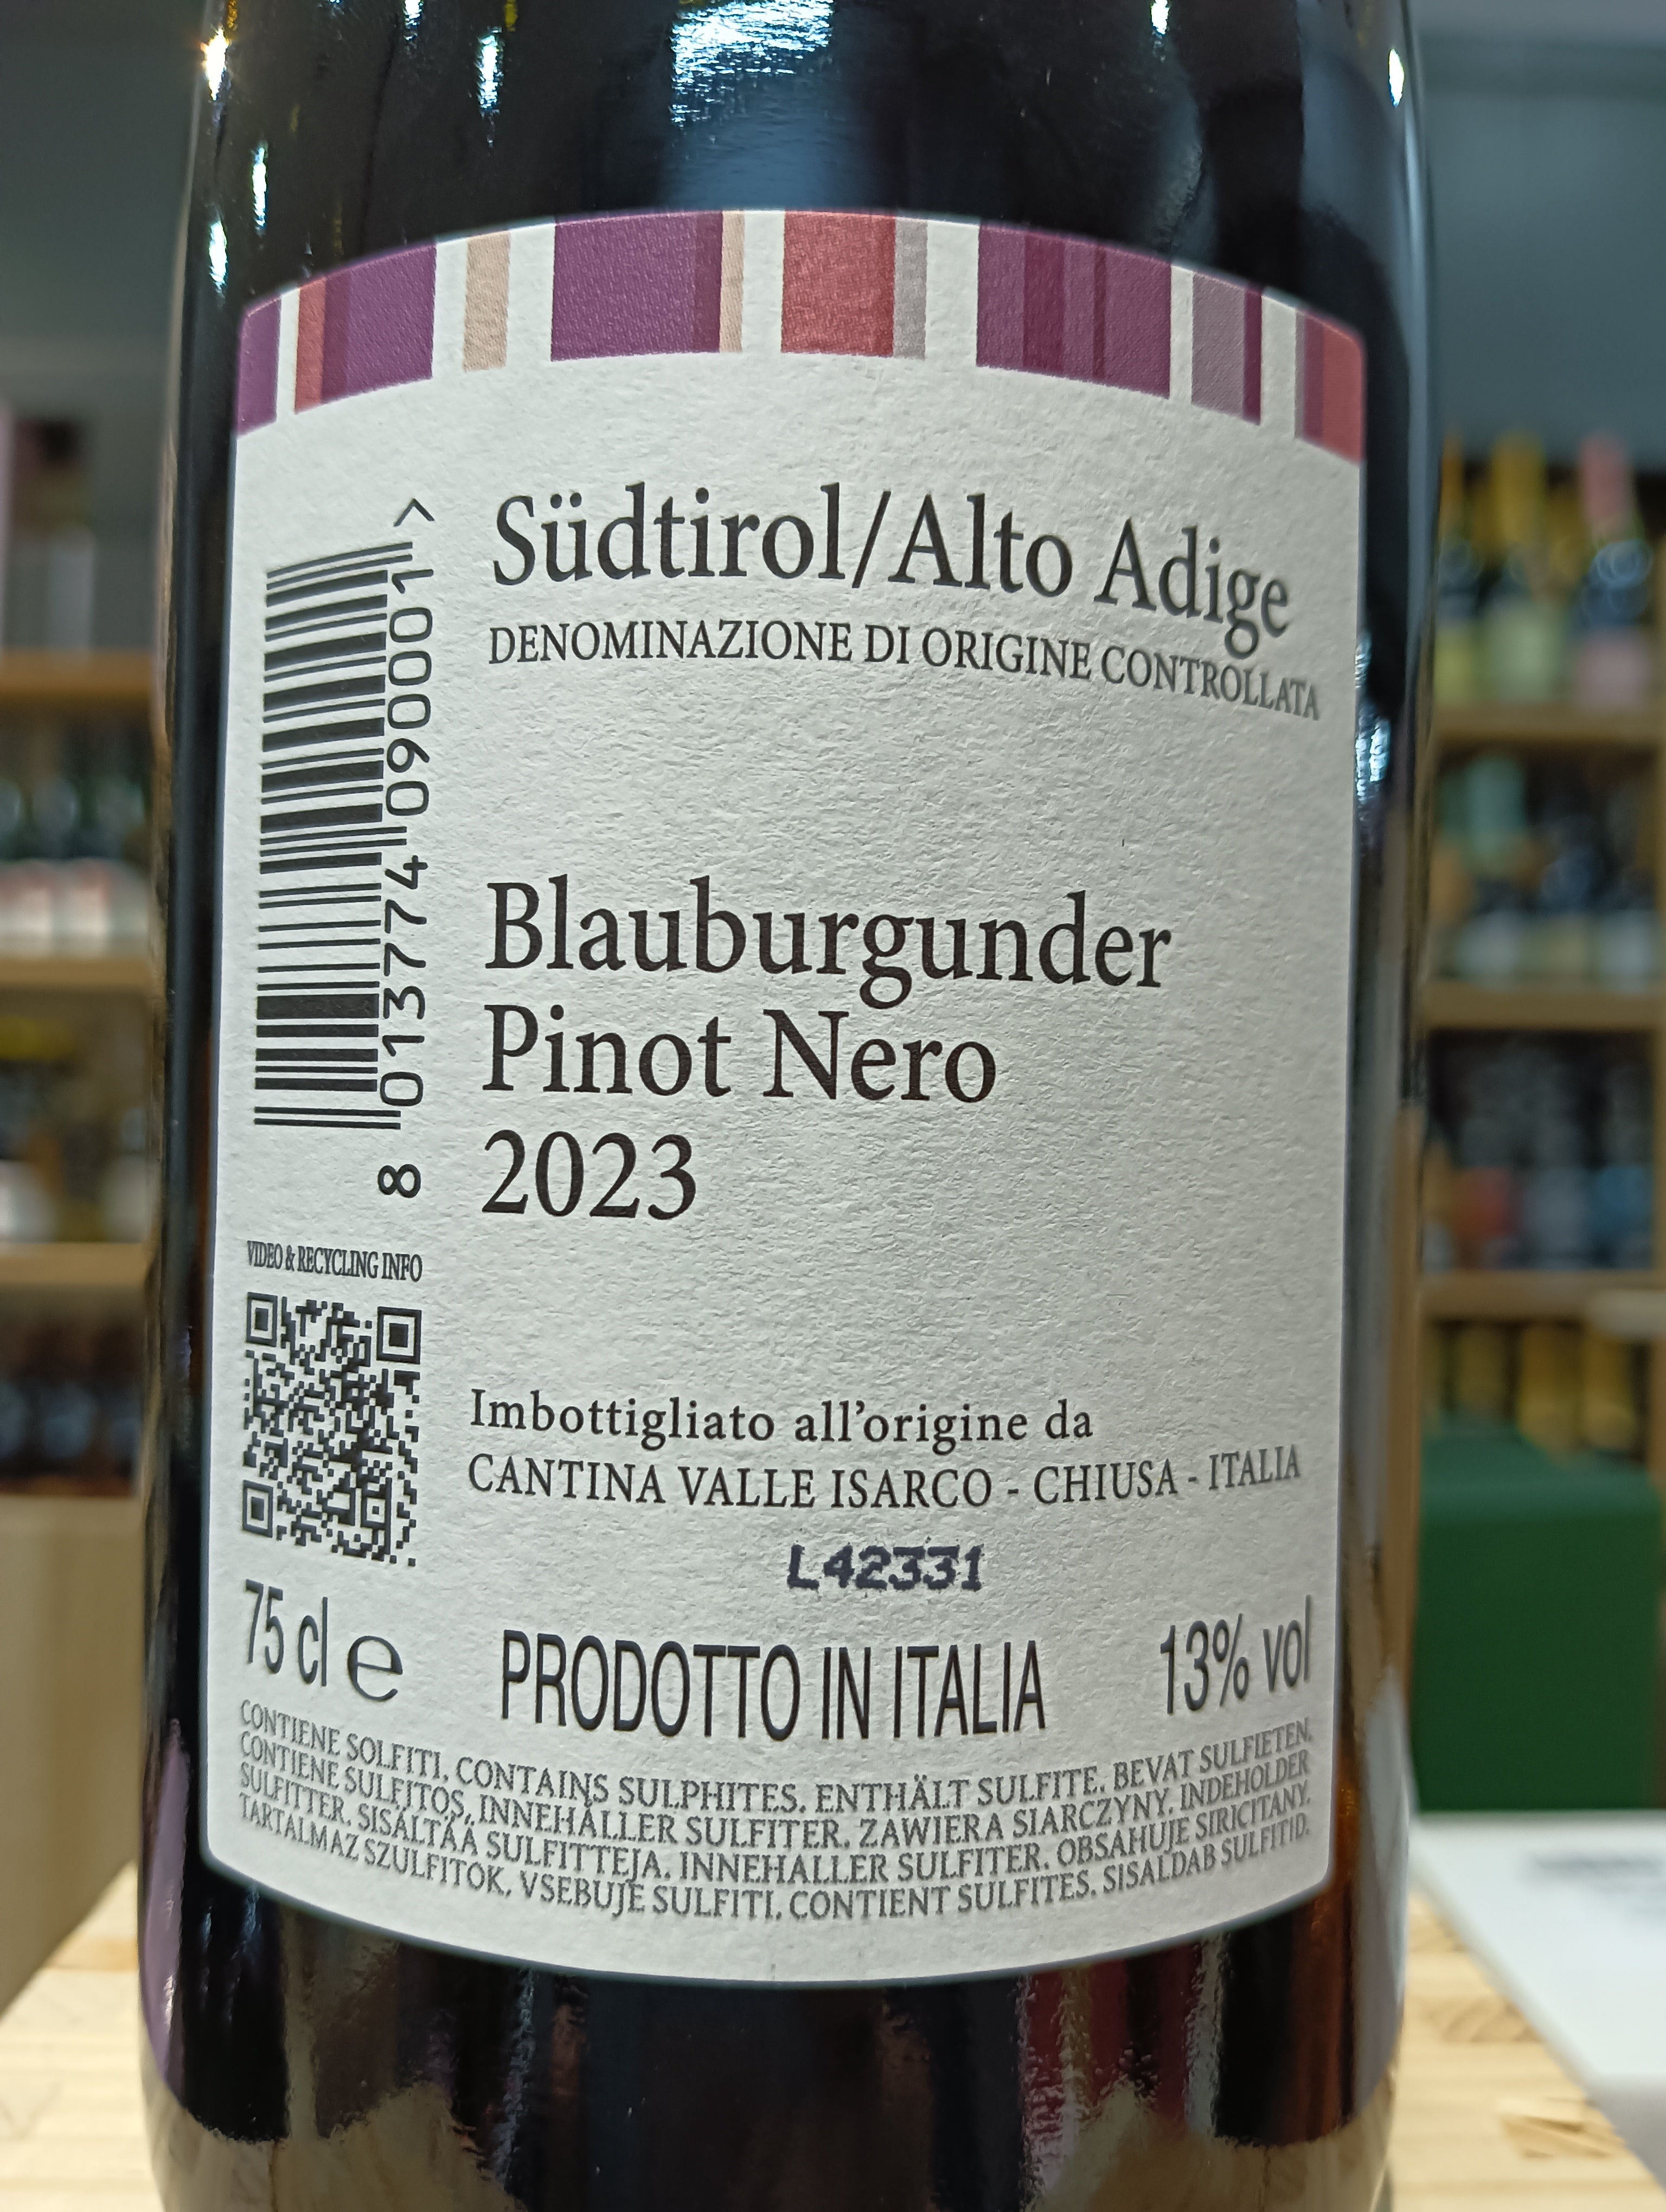 Südtirol/Alto Adige
DENOMINAZIONE DI ORIGINE CONTROLLATA
8 013774 090001 >
Blauburgunder
Pinot Nero
2023
VIDEO & RECYCLING INFO
Imbottigliato all'origine da
CANTINA VALLE ISARCO - CHIUSA - ITALIA
L42331
75 cl e PRODOTTO IN ITALIA 13% vol
CONTIENE SOLFITI. CONTAINS SULPHITES. ENTHÄLT SULFITE. BEVAT SULFIETEN.
CONTIENE SULFITOS. INNEHÅLLER SULFITER. ZAWIERA SIARCZYNY. INDEHOLDER
SULFITTER. SISÄLTÄÄ SULFITTEJA. INNEHALLER SULFITER. OBSAHUJE SIRICITANY.
TARTALMAZ SZULFITOK. VSEBUJE SULFITI. CONTIENT SULFITES. SISALDAB SULFITID.